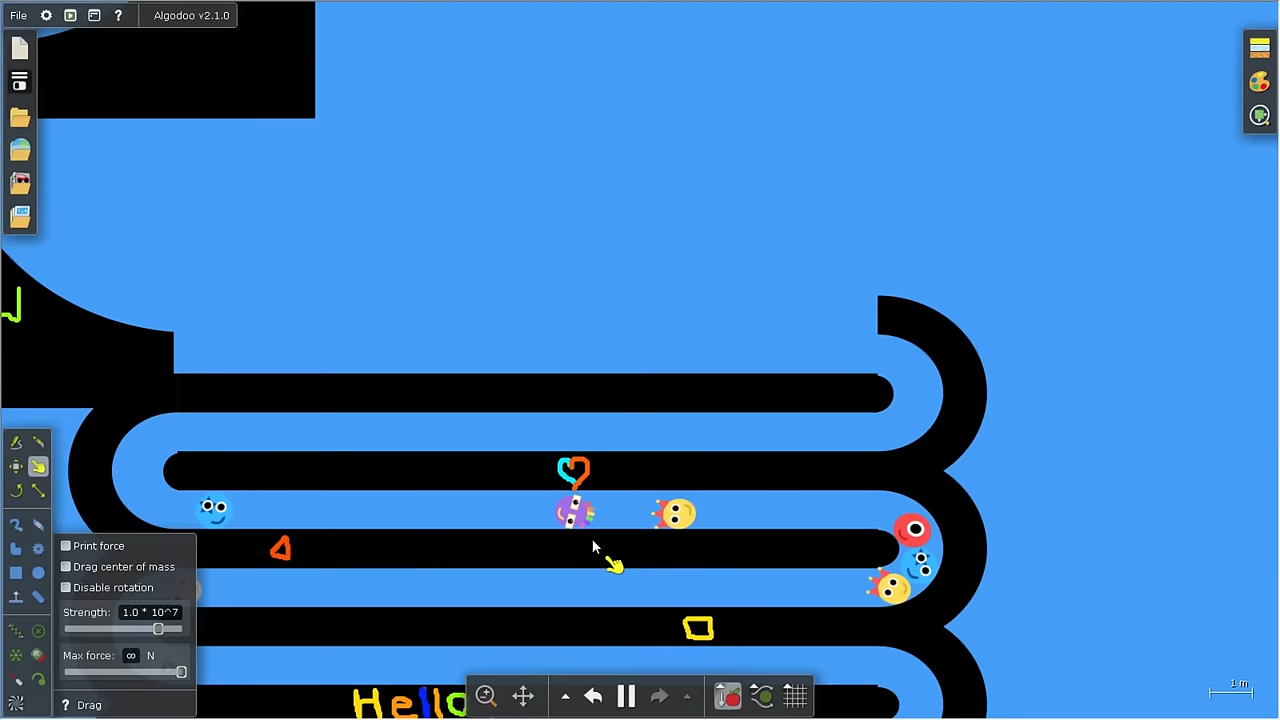 File ? Algodoo v2.1.0
Print force
Drag center of mass
Disable rotation
Strength: 1.0 * 10^7
Max force: ∞ N
? Drag
Hello
1 m